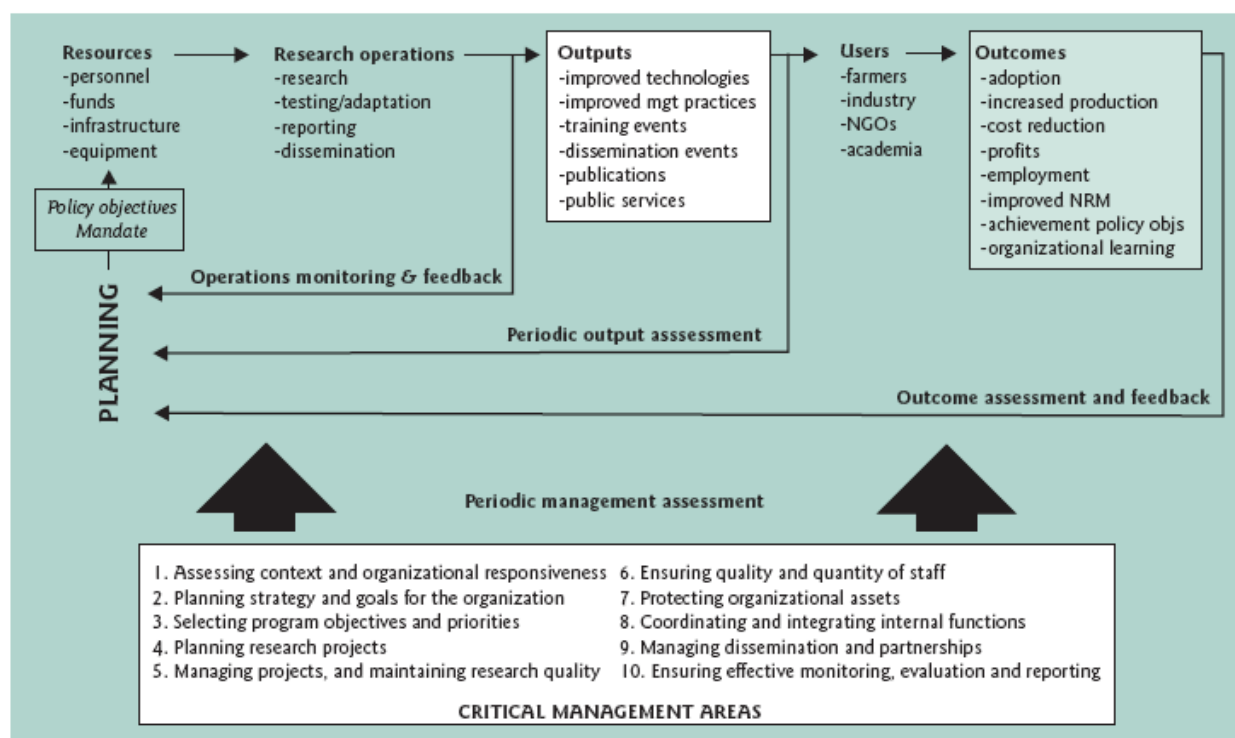 Resources
-personnel
-funds
-infrastructure
-equipment
Research operations
-research
-testing/adaptation
-reporting
-dissemination
Outputs
-improved technologies
-improved mgt practices
-training events
-dissemination events
-publications
-public services
Users
-farmers
-industry
-NGOs
-academia
Outcomes
-adoption
-increased production
-cost reduction
-profits
-employment
-improved NRM
-achievement policy objs
-organizational learning
Policy objectives
Mandate
PLANNING
Operations monitoring & feedback
Periodic output asssessment
Outcome assessment and feedback
Periodic management assessment
1. Assessing context and organizational responsiveness
2. Planning strategy and goals for the organization
3. Selecting program objectives and priorities
4. Planning research projects
5. Managing projects, and maintaining research quality
6. Ensuring quality and quantity of staff
7. Protecting organizational assets
8. Coordinating and integrating internal functions
9. Managing dissemination and partnerships
10. Ensuring effective monitoring, evaluation and reporting
CRITICAL MANAGEMENT AREAS